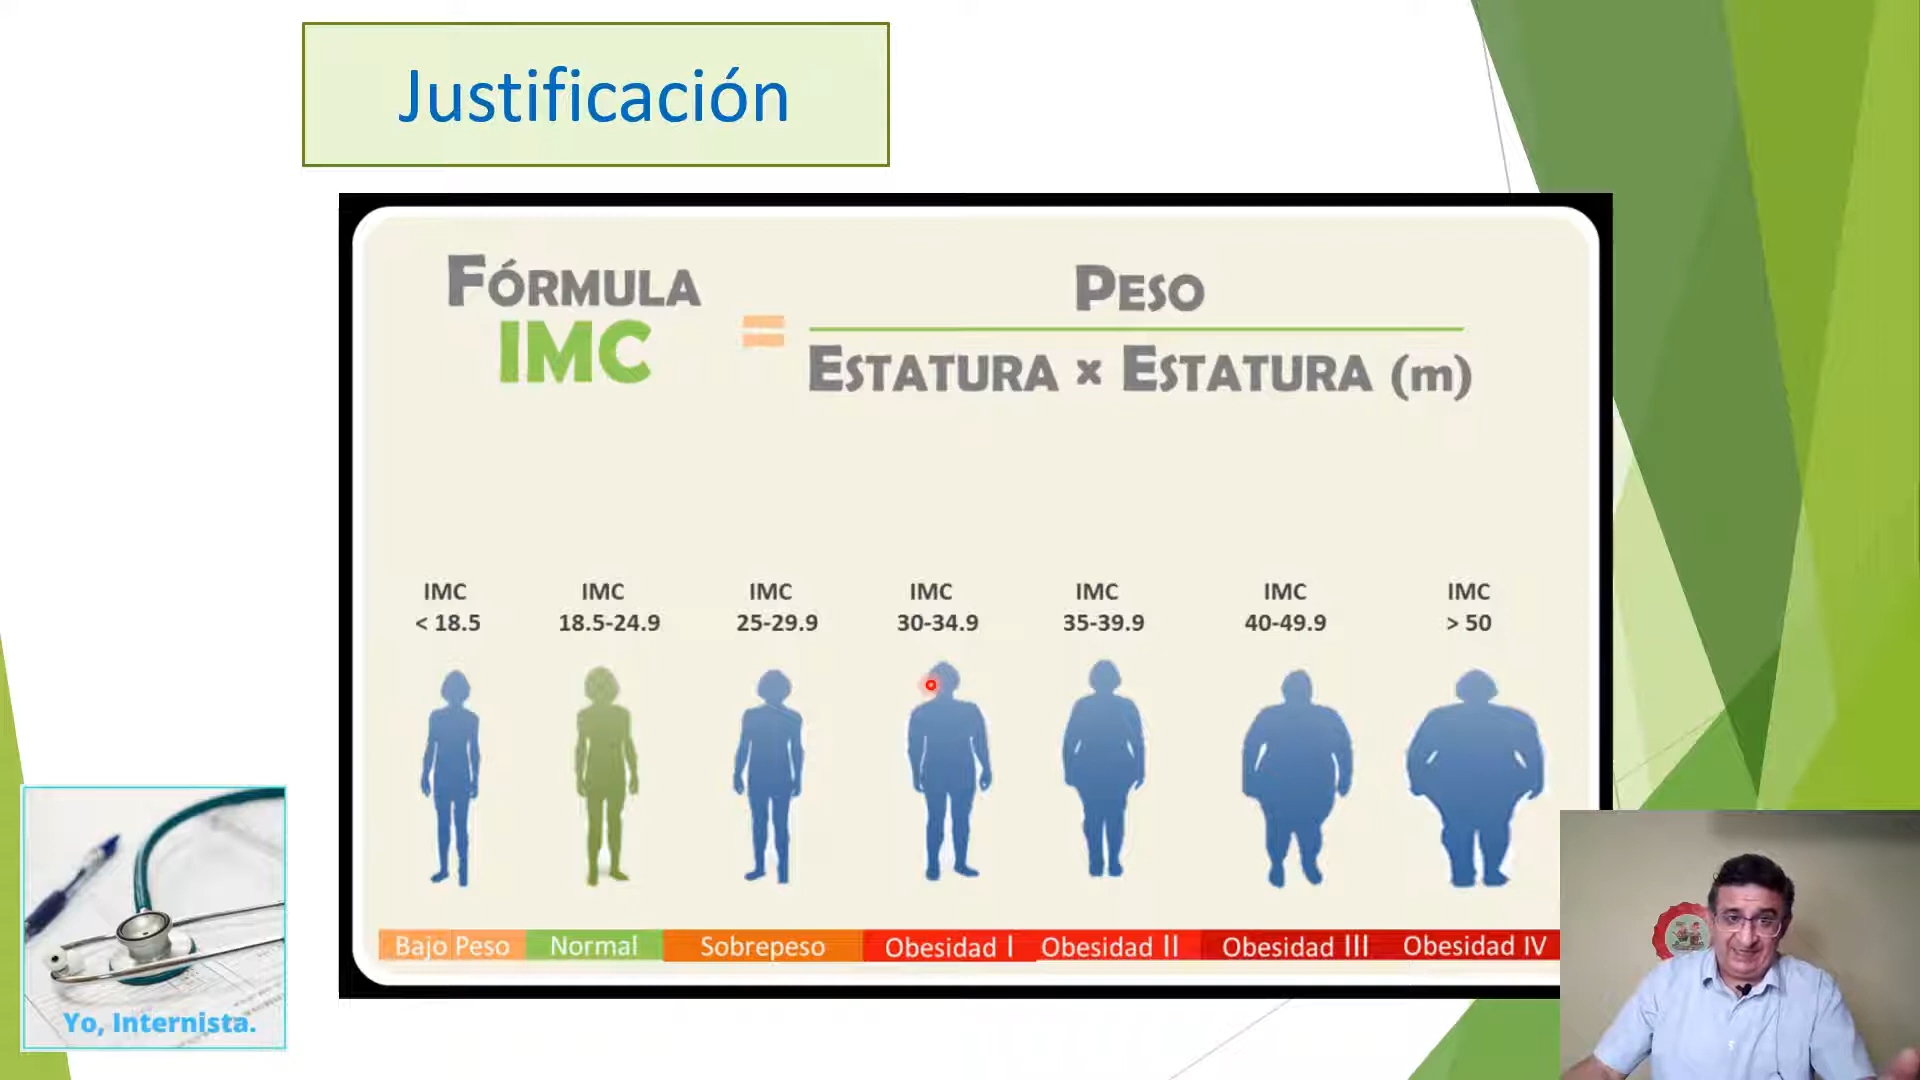 Justificación
FÓRMULA
IMC
=
PESO
ESTATURA × ESTATURA (m)
IMC IMC IMC IMC IMC IMC IMC
< 18.5 18.5-24.9 25-29.9 30-34.9 35-39.9 40-49.9 > 50
Bajo Peso Normal Sobrepeso Obesidad I Obesidad II Obesidad III Obesidad IV
Yo, Internista.